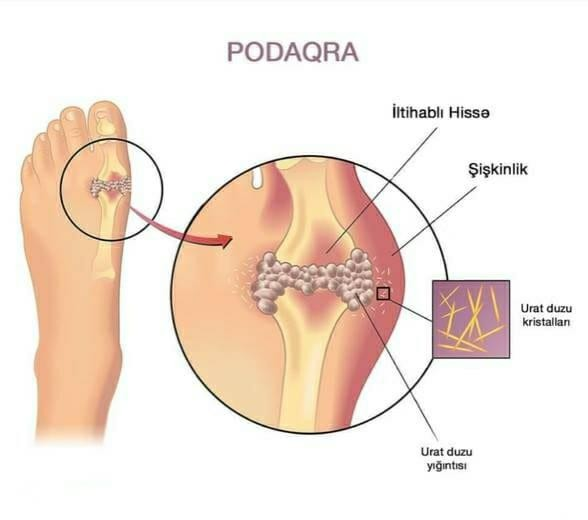 PODAQRA
İltihablı Hissə
Şişkinlik
Urat duzu
kristalları
Urat duzu
yığıntısı